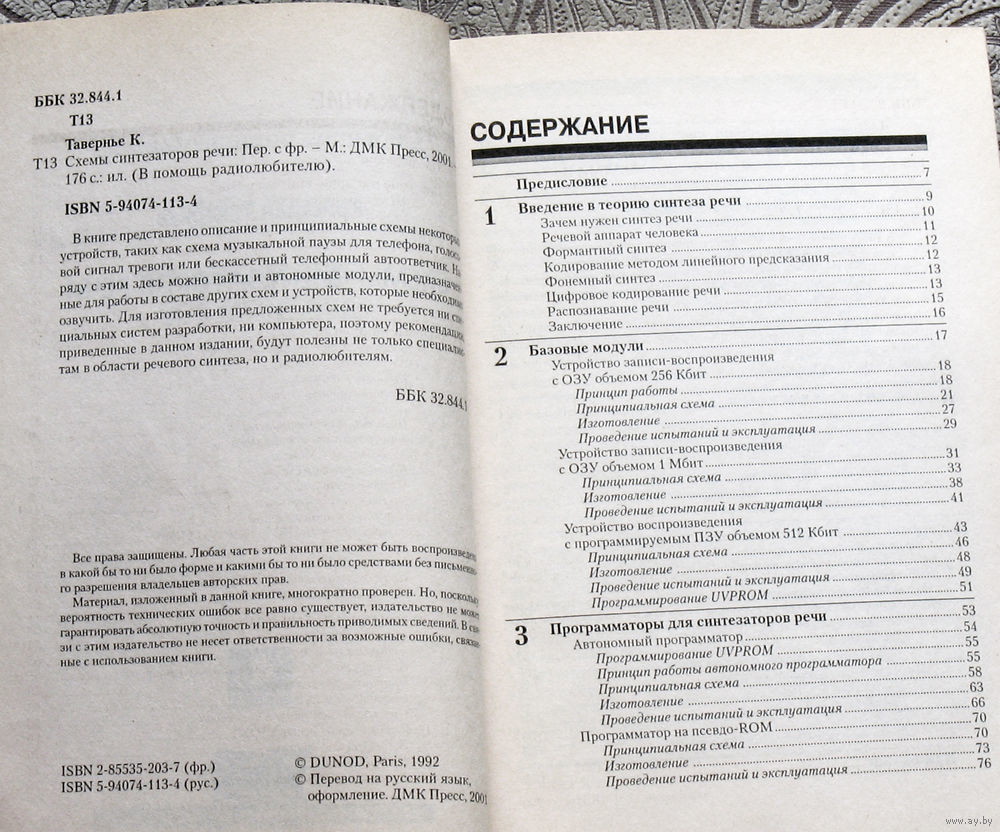 ББК 32.844.1
Т13
Тавернье К.
Т13 Схемы синтезаторов речи: Пер. с фр. – М.: ДМК Пресс, 2001.
176 с.: ил. (В помощь радиолюбителю).
ISBN 5-94074-113-4
В книге представлено описание и принципиальные схемы некотор
устройств, таких как схема музыкальной паузы для телефона, голос
вой сигнал тревоги или бескассетный телефонный автоответчик. На
ряду с этим здесь можно найти и автономные модули, предназначен
ные для работы в составе других схем и устройств, которые необходимо
озвучить. Для изготовления предложенных схем не требуется ни спе
циальных систем разработки, ни компьютера, поэтому рекомендации,
приведенные в данном издании, будут полезны не только специалис
там в области речевого синтеза, но и радиолюбителям.
ББК 32.844.1
Все права защищены. Любая часть этой книги не может быть воспроизведен
в какой бы то ни было форме и какими бы то ни было средствами без письменно
го разрешения владельцев авторских прав.
Материал, изложенный в данной книге, многократно проверен. Но, поскольку
вероятность технических ошибок все равно существует, издательство не может
гарантировать абсолютную точность и правильность приводимых сведений. В свя
зи с этим издательство не несет ответственности за возможные ошибки, связан
ные с использованием книги.
ISBN 2-85535-203-7 (фр.) © DUNOD, Paris, 1992
ISBN 5-94074-113-4 (рус.) © Перевод на русский язык,
оформление. ДМК Пресс, 2001
СОДЕРЖАНИЕ
Предисловие 7
1 Введение в теорию синтеза речи 9
Зачем нужен синтез речи 10
Речевой аппарат человека 11
Формантный синтез 12
Кодирование методом линейного предсказания 12
Фонемный синтез 13
Цифровое кодирование речи 13
Распознавание речи 15
Заключение 16
2 Базовые модули 17
Устройство записи-воспроизведения
с ОЗУ объемом 256 Кбит 18
Принцип работы 18
Принципиальная схема 21
Изготовление 27
Проведение испытаний и эксплуатация 29
Устройство записи-воспроизведения
с ОЗУ объемом 1 Мбит 31
Принципиальная схема 33
Изготовление 38
Проведение испытаний и эксплуатация 41
Устройство воспроизведения
с программируемым ПЗУ объемом 512 Кбит 43
Принципиальная схема 46
Изготовление 48
Проведение испытаний и эксплуатация 49
Программирование UVPROM 51
3 Программаторы для синтезаторов речи 53
Автономный программатор 54
Программирование UVPROM 55
Принцип работы автономного программатора 55
Принципиальная схема 58
Изготовление 63
Проведение испытаний и эксплуатация 66
Программатор на псевдо-ROM 70
Принципиальная схема 70
Изготовление 73
Проведение испытаний и эксплуатация 76
www.ay.by